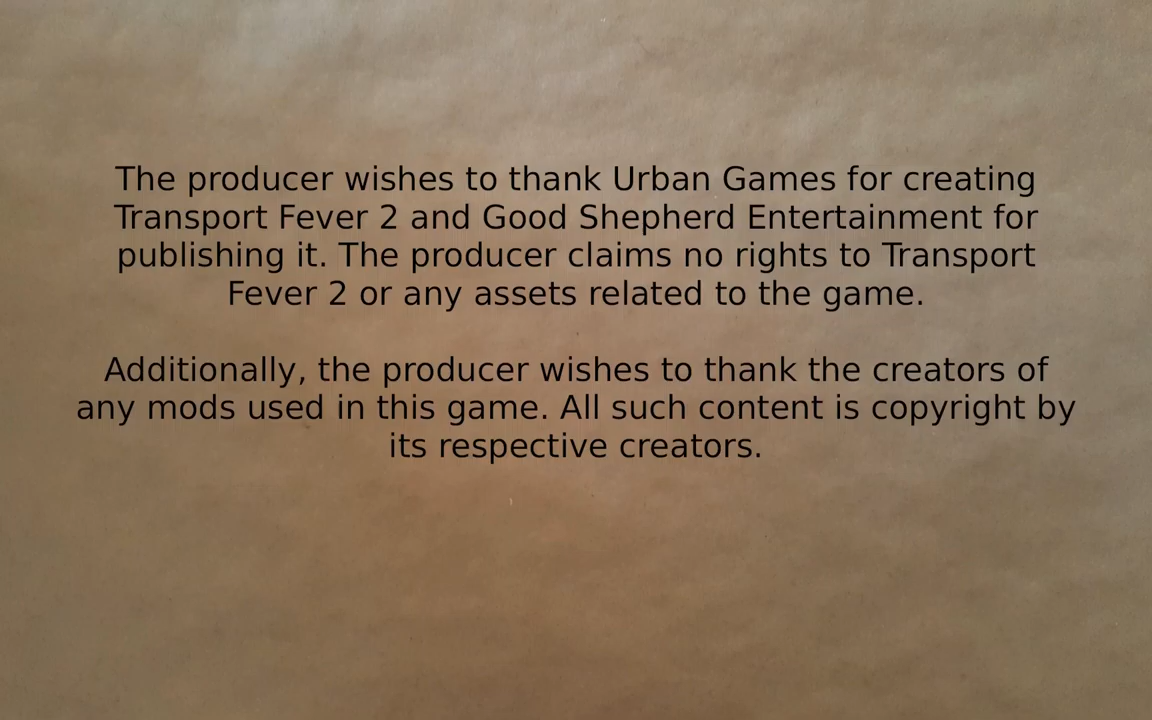 The producer wishes to thank Urban Games for creating
Transport Fever 2 and Good Shepherd Entertainment for
publishing it. The producer claims no rights to Transport
Fever 2 or any assets related to the game.
Additionally, the producer wishes to thank the creators of
any mods used in this game. All such content is copyright by
its respective creators.